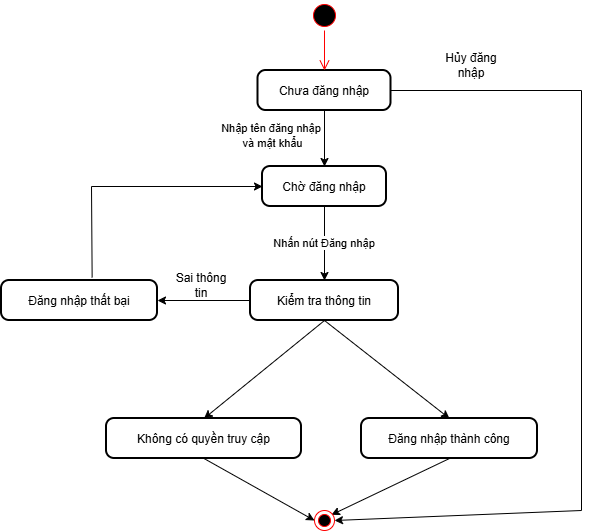 Hủy đăng
nhập
Chưa đăng nhập
Nhập tên đăng nhập
và mật khẩu
Chờ đăng nhập
Nhấn nút Đăng nhập
Sai thông
tin
Đăng nhập thất bại
Kiểm tra thông tin
Không có quyền truy cập
Đăng nhập thành công